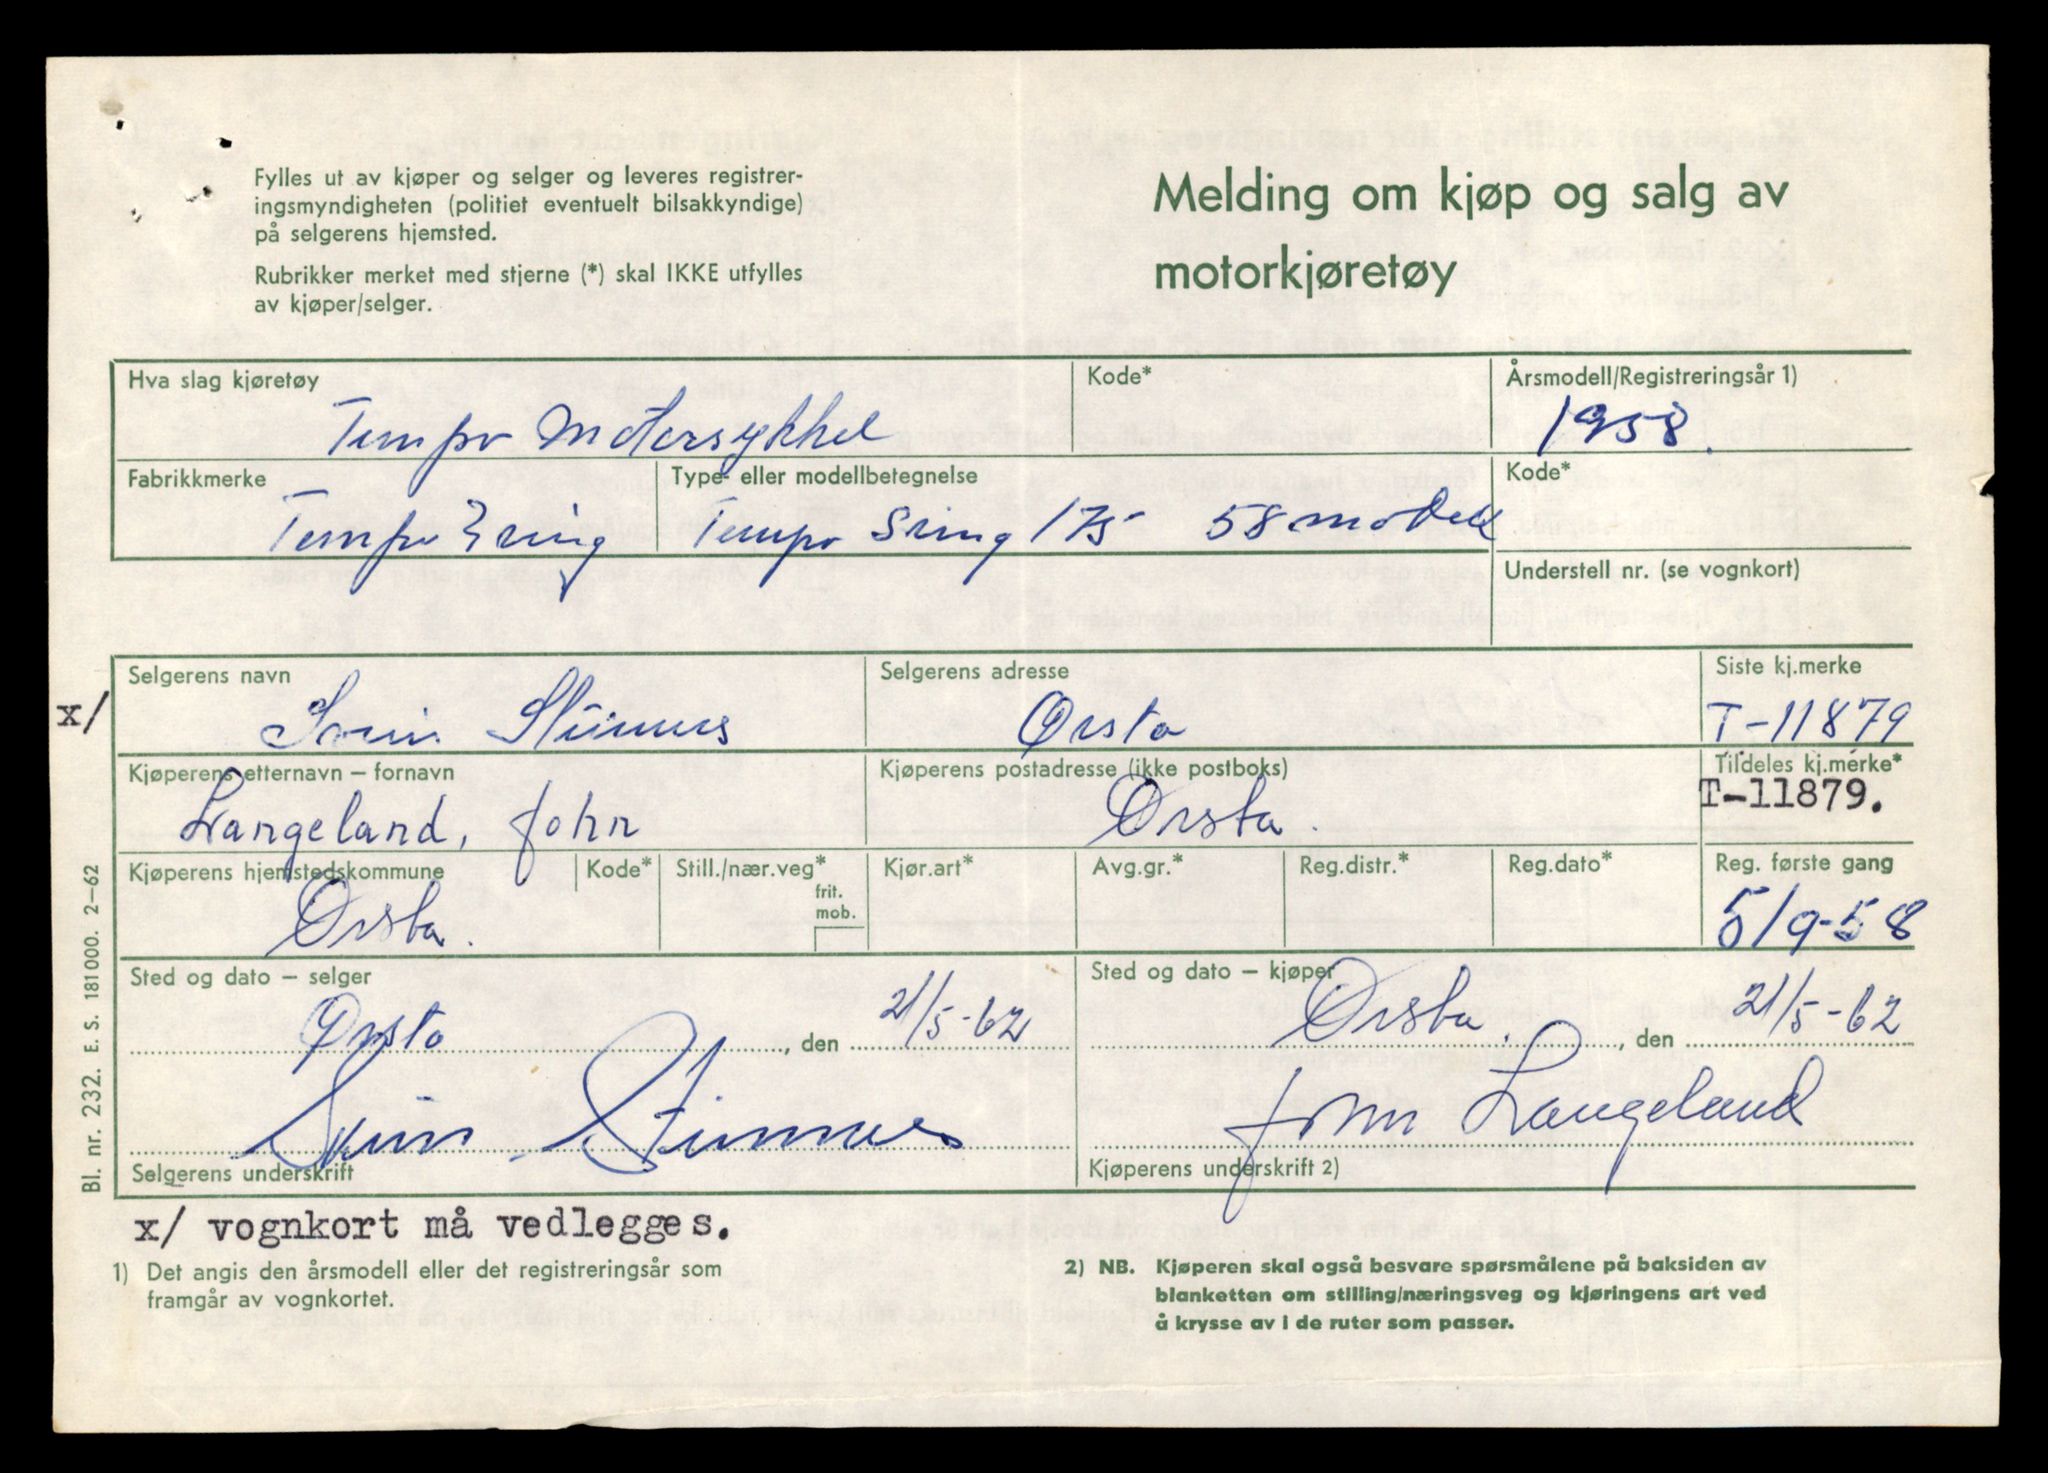 Fylles ut av kjøper og selger og leveres registrer-
ingsmyndigheten (politiet eventuelt bilsakkyndige)
på selgerens hjemsted.
Rubrikker merket med stjerne (*) skal IKKE utfylles
av kjøper/selger.
Melding om kjøp og salg av
motorkjøretøy
Hva slag kjøretøy
Tempo Motorsykkel
Kode*
Årsmodell/Registreringsår 1)
1958.
Fabrikkmerke
Tempo
Type- eller modellbetegnelse
Tempo 175 58 modell
Kode*
Understell nr. (se vognkort)
x/
Selgerens navn
Selgerens adresse
Ørsta
Siste kj.merke
T-11879
Kjøperens etternavn – fornavn
Langeland, John
Kjøperens postadresse (ikke postboks)
Ørsta.
Tildeles kj.merke*
T-11879.
Kjøperens hjemstedskommune
Ørsta.
Kode*
Still./nær.veg*
frit.
mob.
Kjør.art*
Avg.gr.*
Reg.distr.*
Reg.dato*
Reg. første gang
5/9-58
Sted og dato – selger
Ørsta, den 21/5-62
Selgerens underskrift
Sted og dato – kjøper
Ørsta., den 21/5-62
John Langeland
Kjøperens underskrift 2)
Bl. nr. 232. E. S. 181000. 2–62
x/ vognkort må vedlegges.
1) Det angis den årsmodell eller det registreringsår som
framgår av vognkortet.
2) NB. Kjøperen skal også besvare spørsmålene på baksiden av
blanketten om stilling/næringsveg og kjøringens art ved
å krysse av i de ruter som passer.